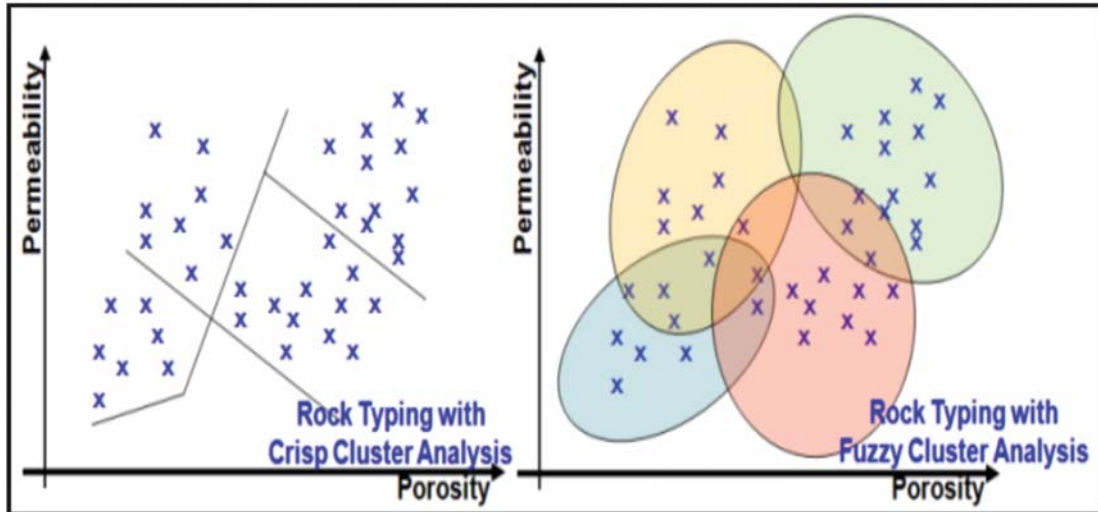 Permeability
Rock Typing with
Crisp Cluster Analysis
Porosity
Permeability
Rock Typing with
Fuzzy Cluster Analysis
Porosity